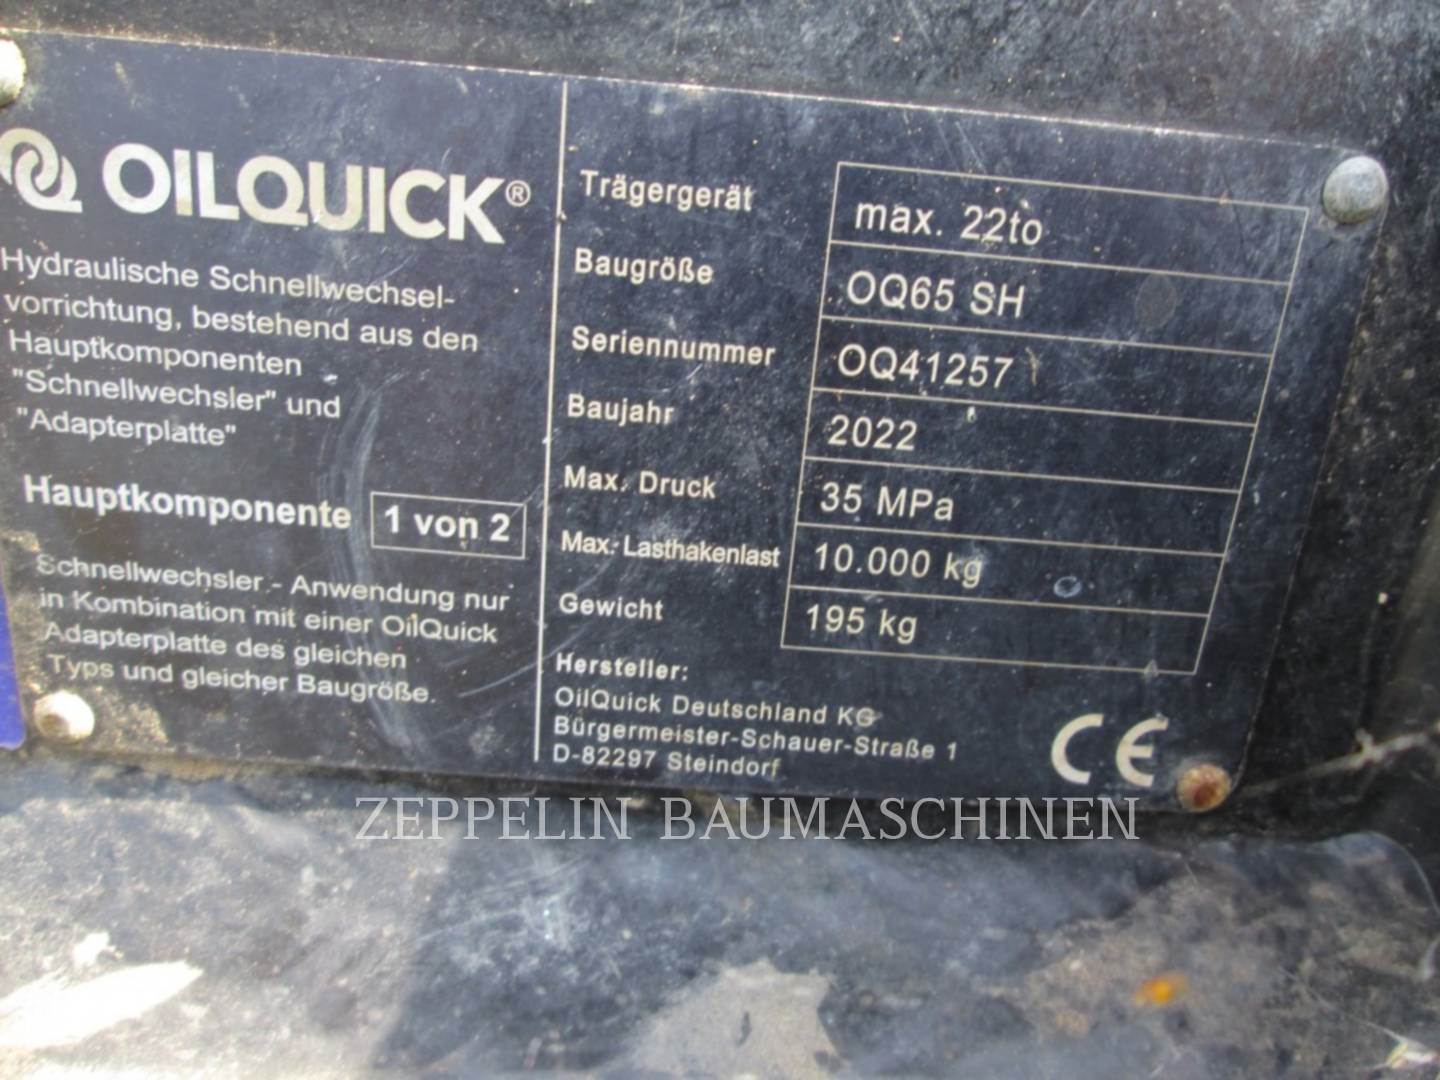 OILQUICK®
Hydraulische Schnellwechsel-
vorrichtung, bestehend aus den
Hauptkomponenten
"Schnellwechsler" und
"Adapterplatte"
Hauptkomponente 1 von 2
Schnellwechsler - Anwendung nur
in Kombination mit einer OilQuick
Adapterplatte des gleichen
Typs und gleicher Baugröße.
Trägergerät max. 22to
Baugröße OQ65 SH
Seriennummer OQ41257
Baujahr 2022
Max. Druck 35 MPa
Max. Lasthakenlast 10.000 kg
Gewicht 195 kg
Hersteller:
OilQuick Deutschland KG
Bürgermeister-Schauer-Straße 1
D-82297 Steindorf
CE
ZEPPELIN BAUMASCHINEN